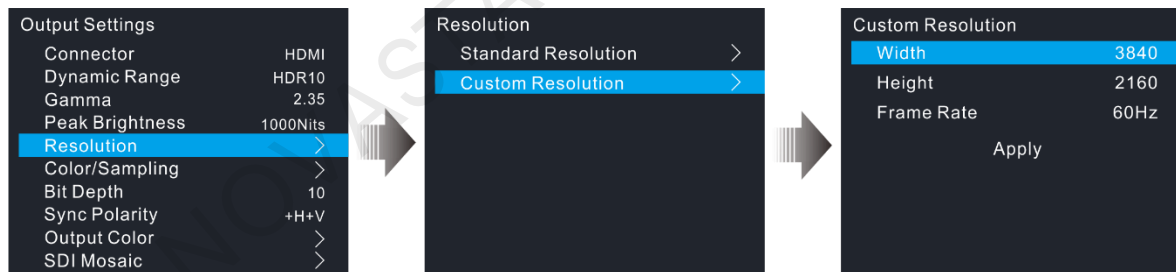 Output Settings
Connector HDMI
Dynamic Range HDR10
Gamma 2.35
Peak Brightness 1000Nits
Resolution >
Color/Sampling >
Bit Depth 10
Sync Polarity +H+V
Output Color >
SDI Mosaic >
Resolution
Standard Resolution >
Custom Resolution >
Custom Resolution
Width 3840
Height 2160
Frame Rate 60Hz
Apply
NOVASTA